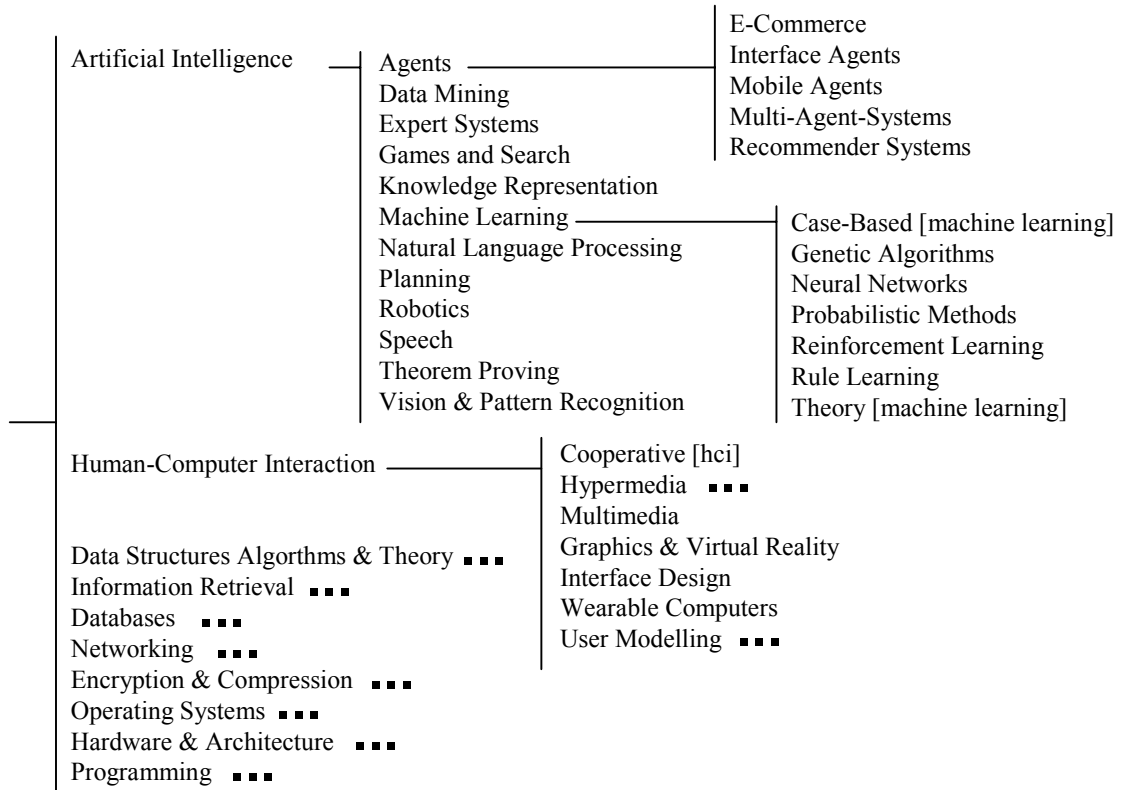 Artificial Intelligence
Agents
Data Mining
Expert Systems
Games and Search
Knowledge Representation
Machine Learning
Natural Language Processing
Planning
Robotics
Speech
Theorem Proving
Vision & Pattern Recognition
E-Commerce
Interface Agents
Mobile Agents
Multi-Agent-Systems
Recommender Systems
Case-Based [machine learning]
Genetic Algorithms
Neural Networks
Probabilistic Methods
Reinforcement Learning
Rule Learning
Theory [machine learning]
Human-Computer Interaction
Cooperative [hci]
Hypermedia
Multimedia
Graphics & Virtual Reality
Interface Design
Wearable Computers
User Modelling
Data Structures Algorthms & Theory
Information Retrieval
Databases
Networking
Encryption & Compression
Operating Systems
Hardware & Architecture
Programming